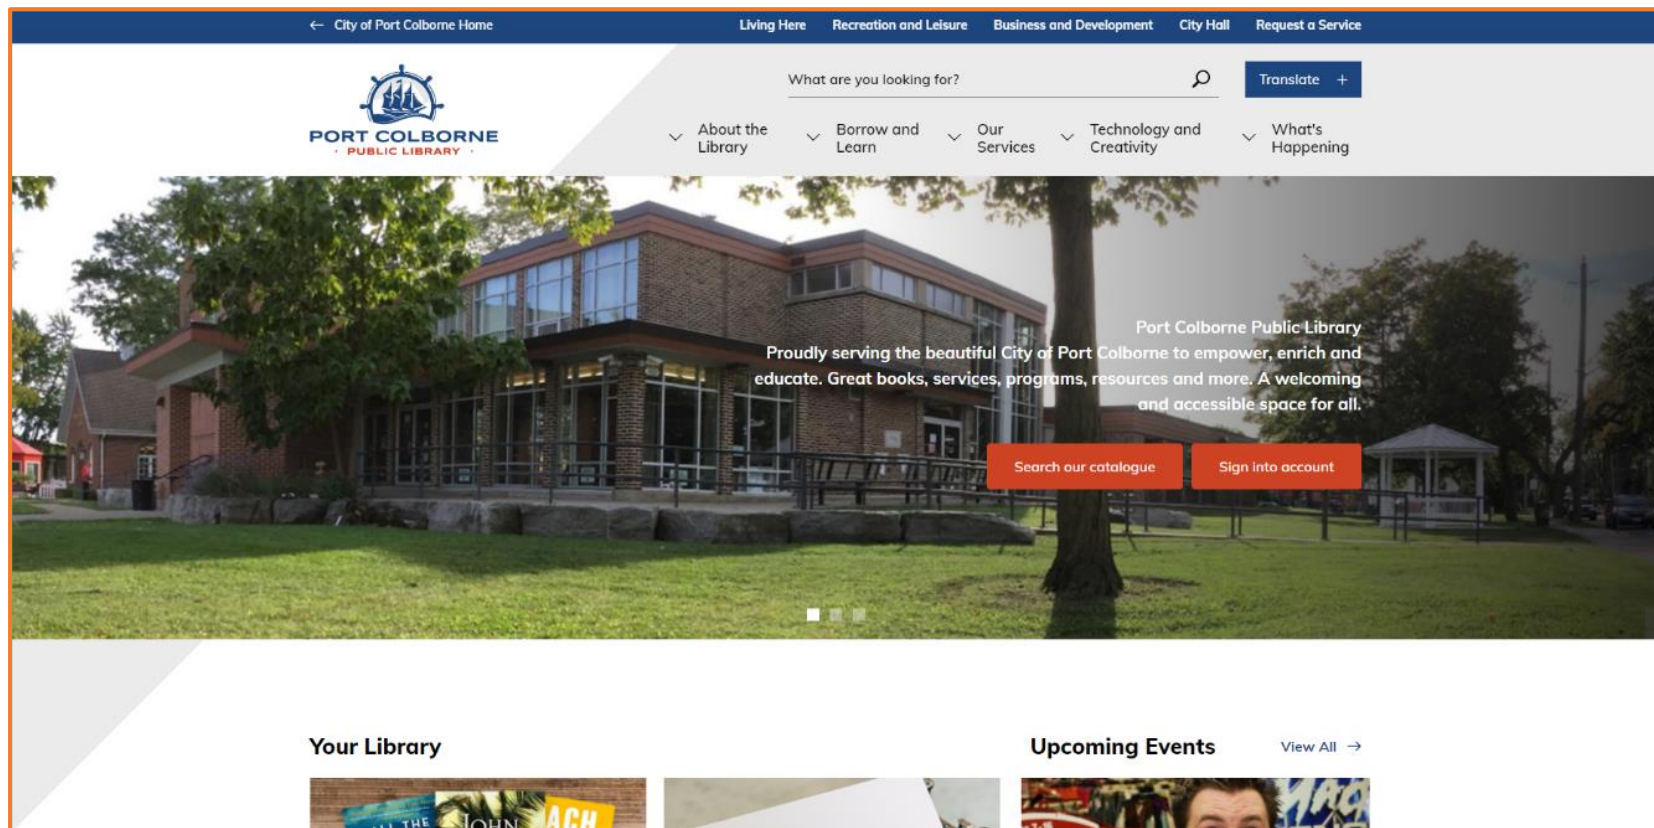 ← City of Port Colborne Home
Living Here Recreation and Leisure Business and Development City Hall Request a Service
What are you looking for?
Translate +
PORT COLBORNE
· PUBLIC LIBRARY ·
About the
Library
Borrow and
Learn
Our
Services
Technology and
Creativity
What's
Happening
Port Colborne Public Library
Proudly serving the beautiful City of Port Colborne to empower, enrich and
educate. Great books, services, programs, resources and more. A welcoming
and accessible space for all.
Search our catalogue
Sign into account
Your Library
Upcoming Events
View All →
THE
JOHN
ACH